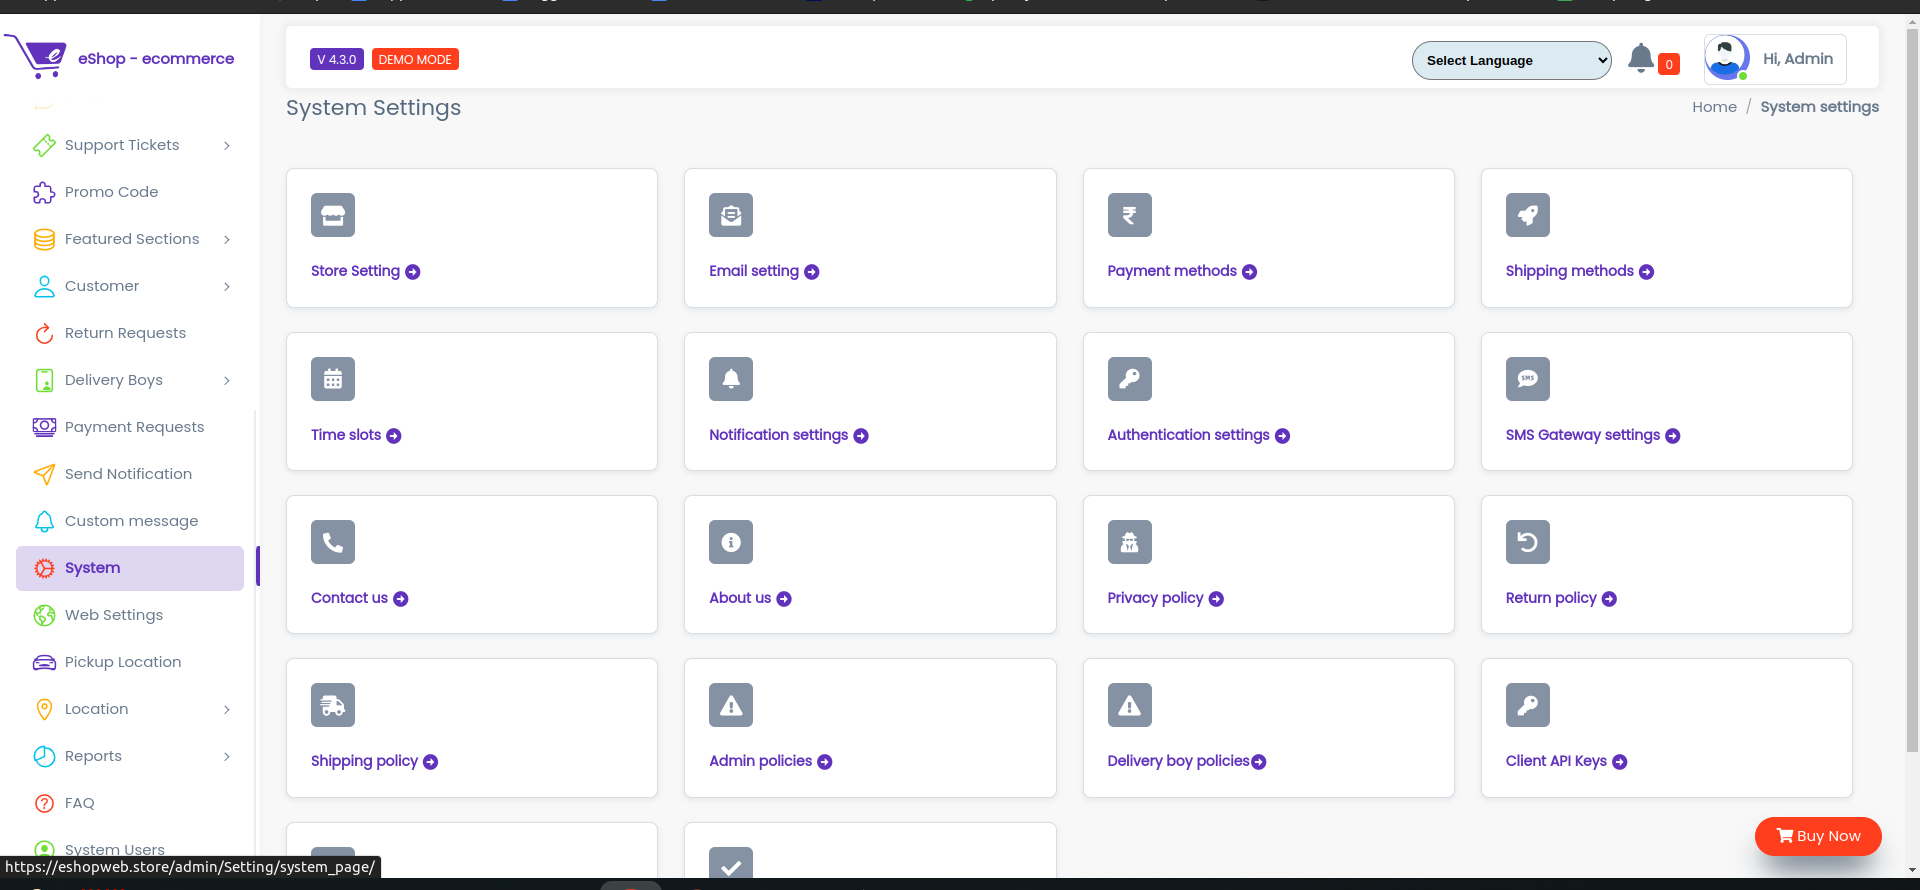 eShop - ecommerce
V 4.3.0
DEMO MODE
Select Language
0
Hi, Admin
System Settings
Home / System settings
Support Tickets
Promo Code
Featured Sections
Customer
Return Requests
Delivery Boys
Payment Requests
Send Notification
Custom message
System
Web Settings
Pickup Location
Location
Reports
FAQ
System Users
Store Setting
Email setting
Payment methods
Shipping methods
Time slots
Notification settings
Authentication settings
SMS
SMS Gateway settings
Contact us
About us
Privacy policy
Return policy
Shipping policy
Admin policies
Delivery boy policies
Client API Keys
Buy Now
https://eshopweb.store/admin/Setting/system_page/